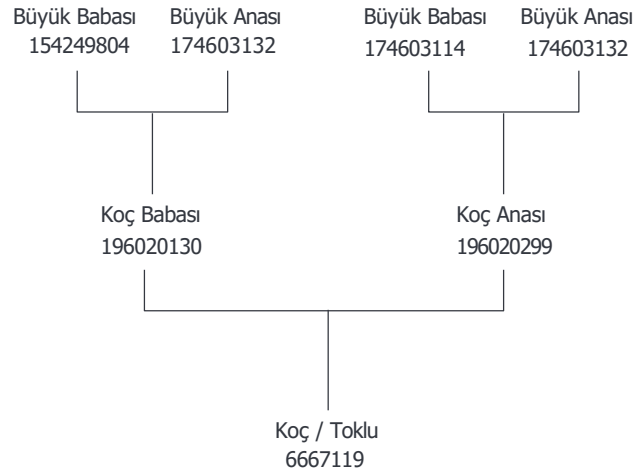 Büyük Babası Büyük Anası Büyük Babası Büyük Anası
154249804 174603132 174603114 174603132
Koç Babası Koç Anası
196020130 196020299
Koç / Toklu
6667119